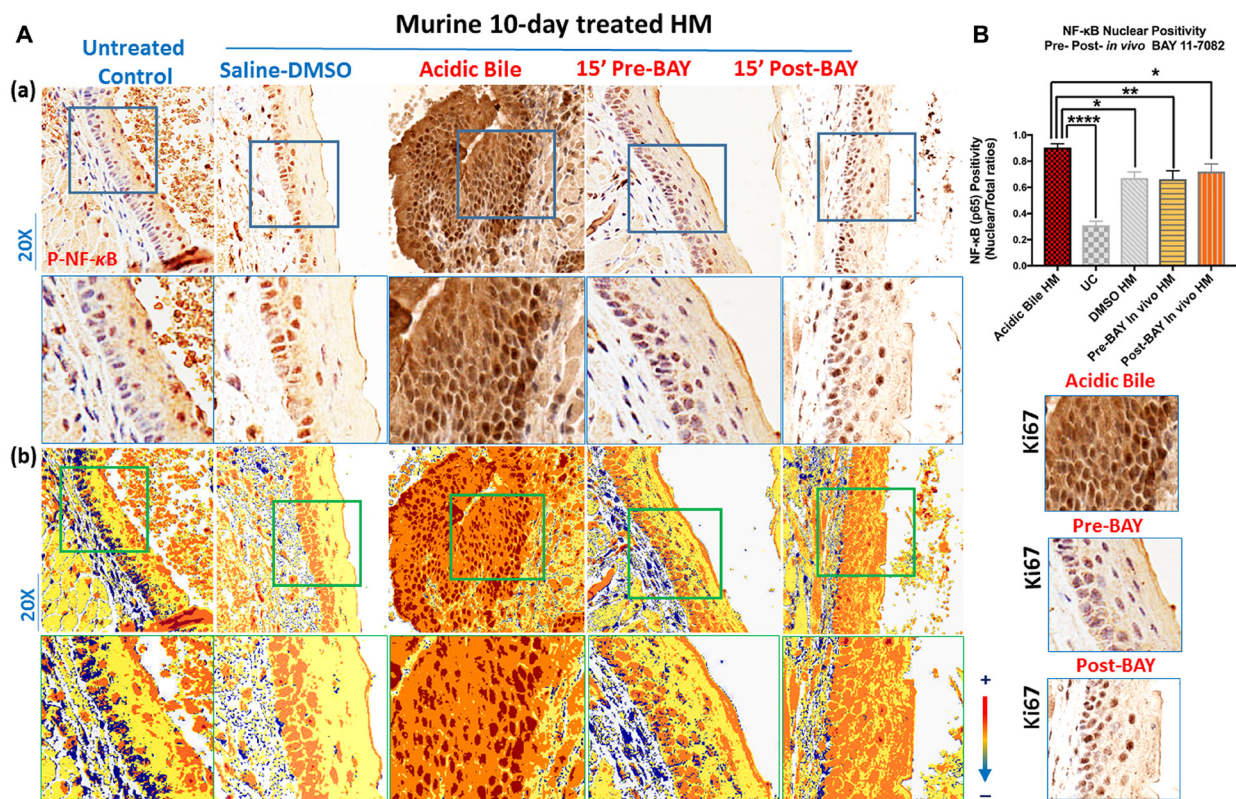 A
Murine 10-day treated HM
Untreated
Control
Saline-DMSO
Acidic Bile
15’ Pre-BAY
15’ Post-BAY
(a)
20X
P-NF-κB
(b)
20X
+
−
B
NF-κB Nuclear Positivity
Pre- Post- in vivo BAY 11-7082
*
**
*
****
NF-κB (p65) Positivity
(Nuclear/Total ratios)
1.0
0.8
0.6
0.4
0.2
0.0
Acidic Bile HM
UC
DMSO HM
Pre-BAY In vivo HM
Post-BAY In vivo HM
Acidic Bile
Ki67
Pre-BAY
Ki67
Post-BAY
Ki67